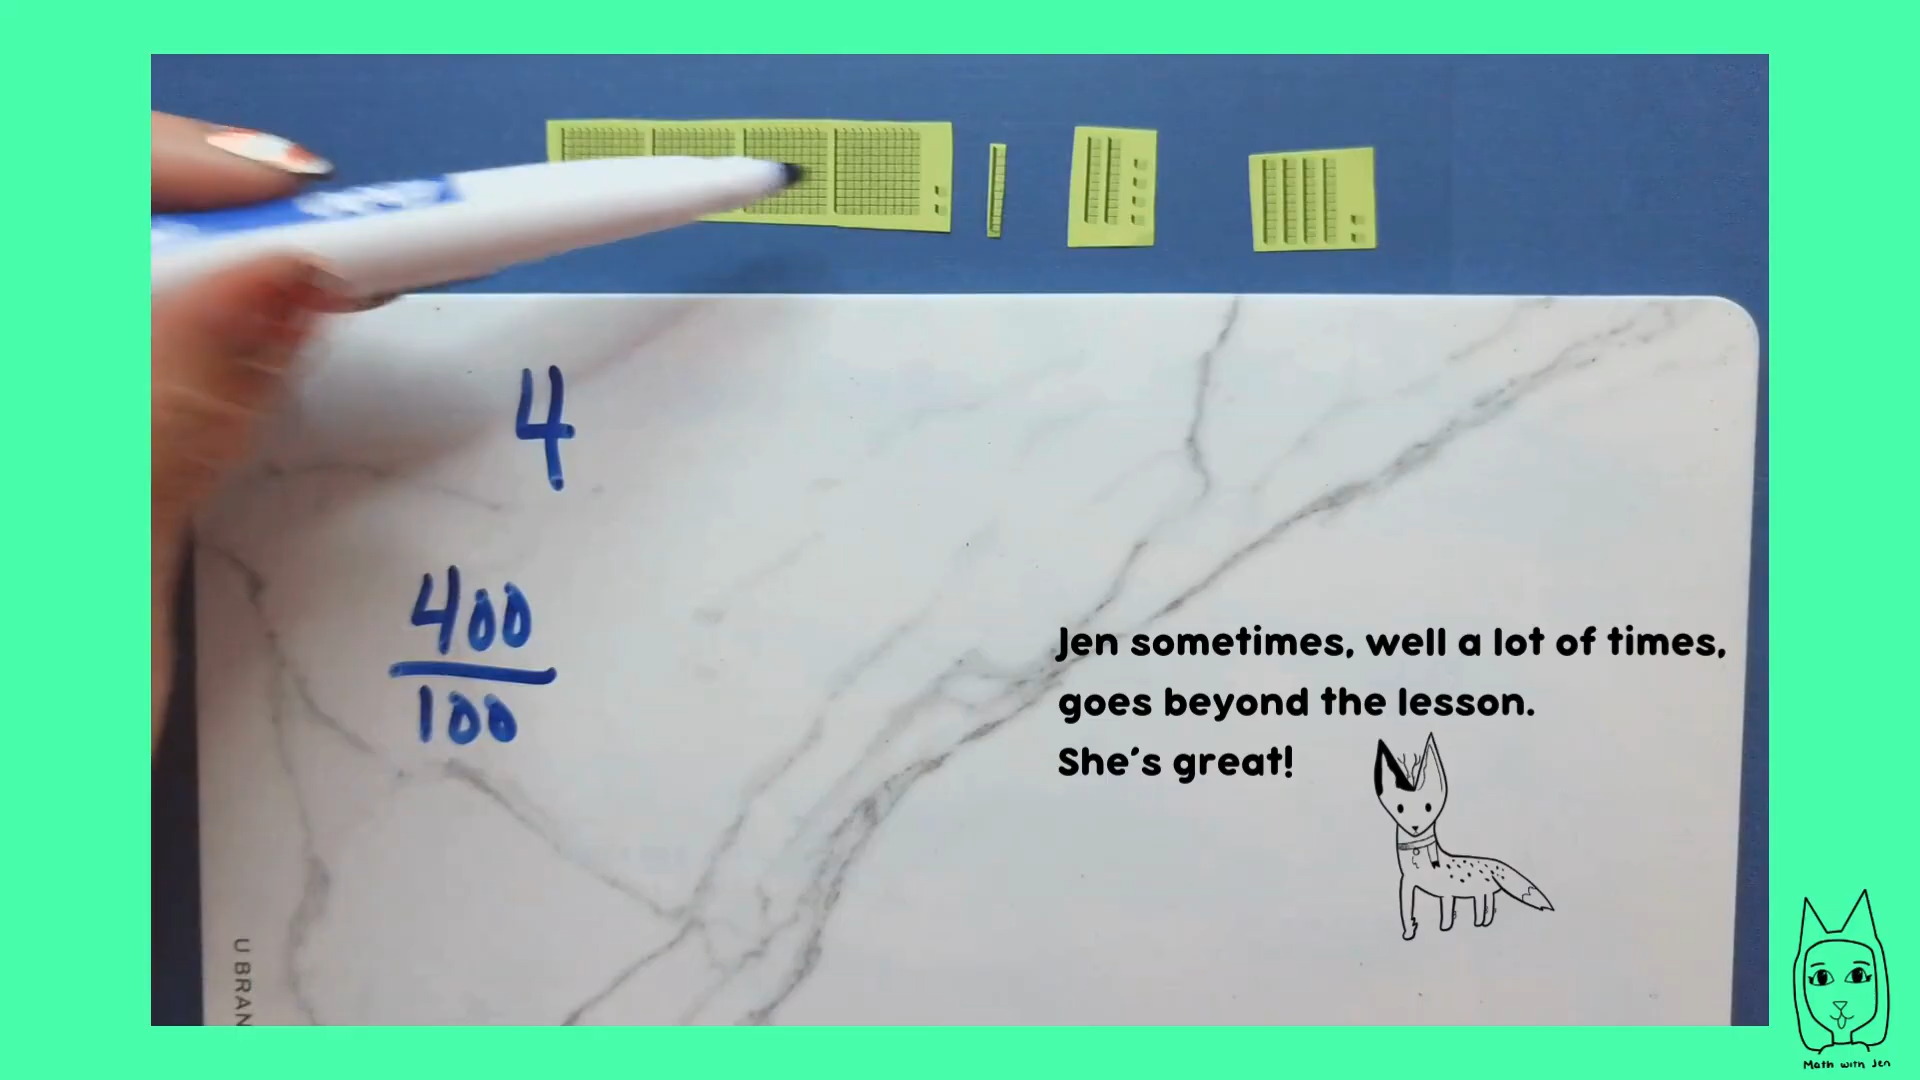 4
400
100
Jen sometimes, well a lot of times,
goes beyond the lesson.
She's great!
U BRAN
Math with Jen